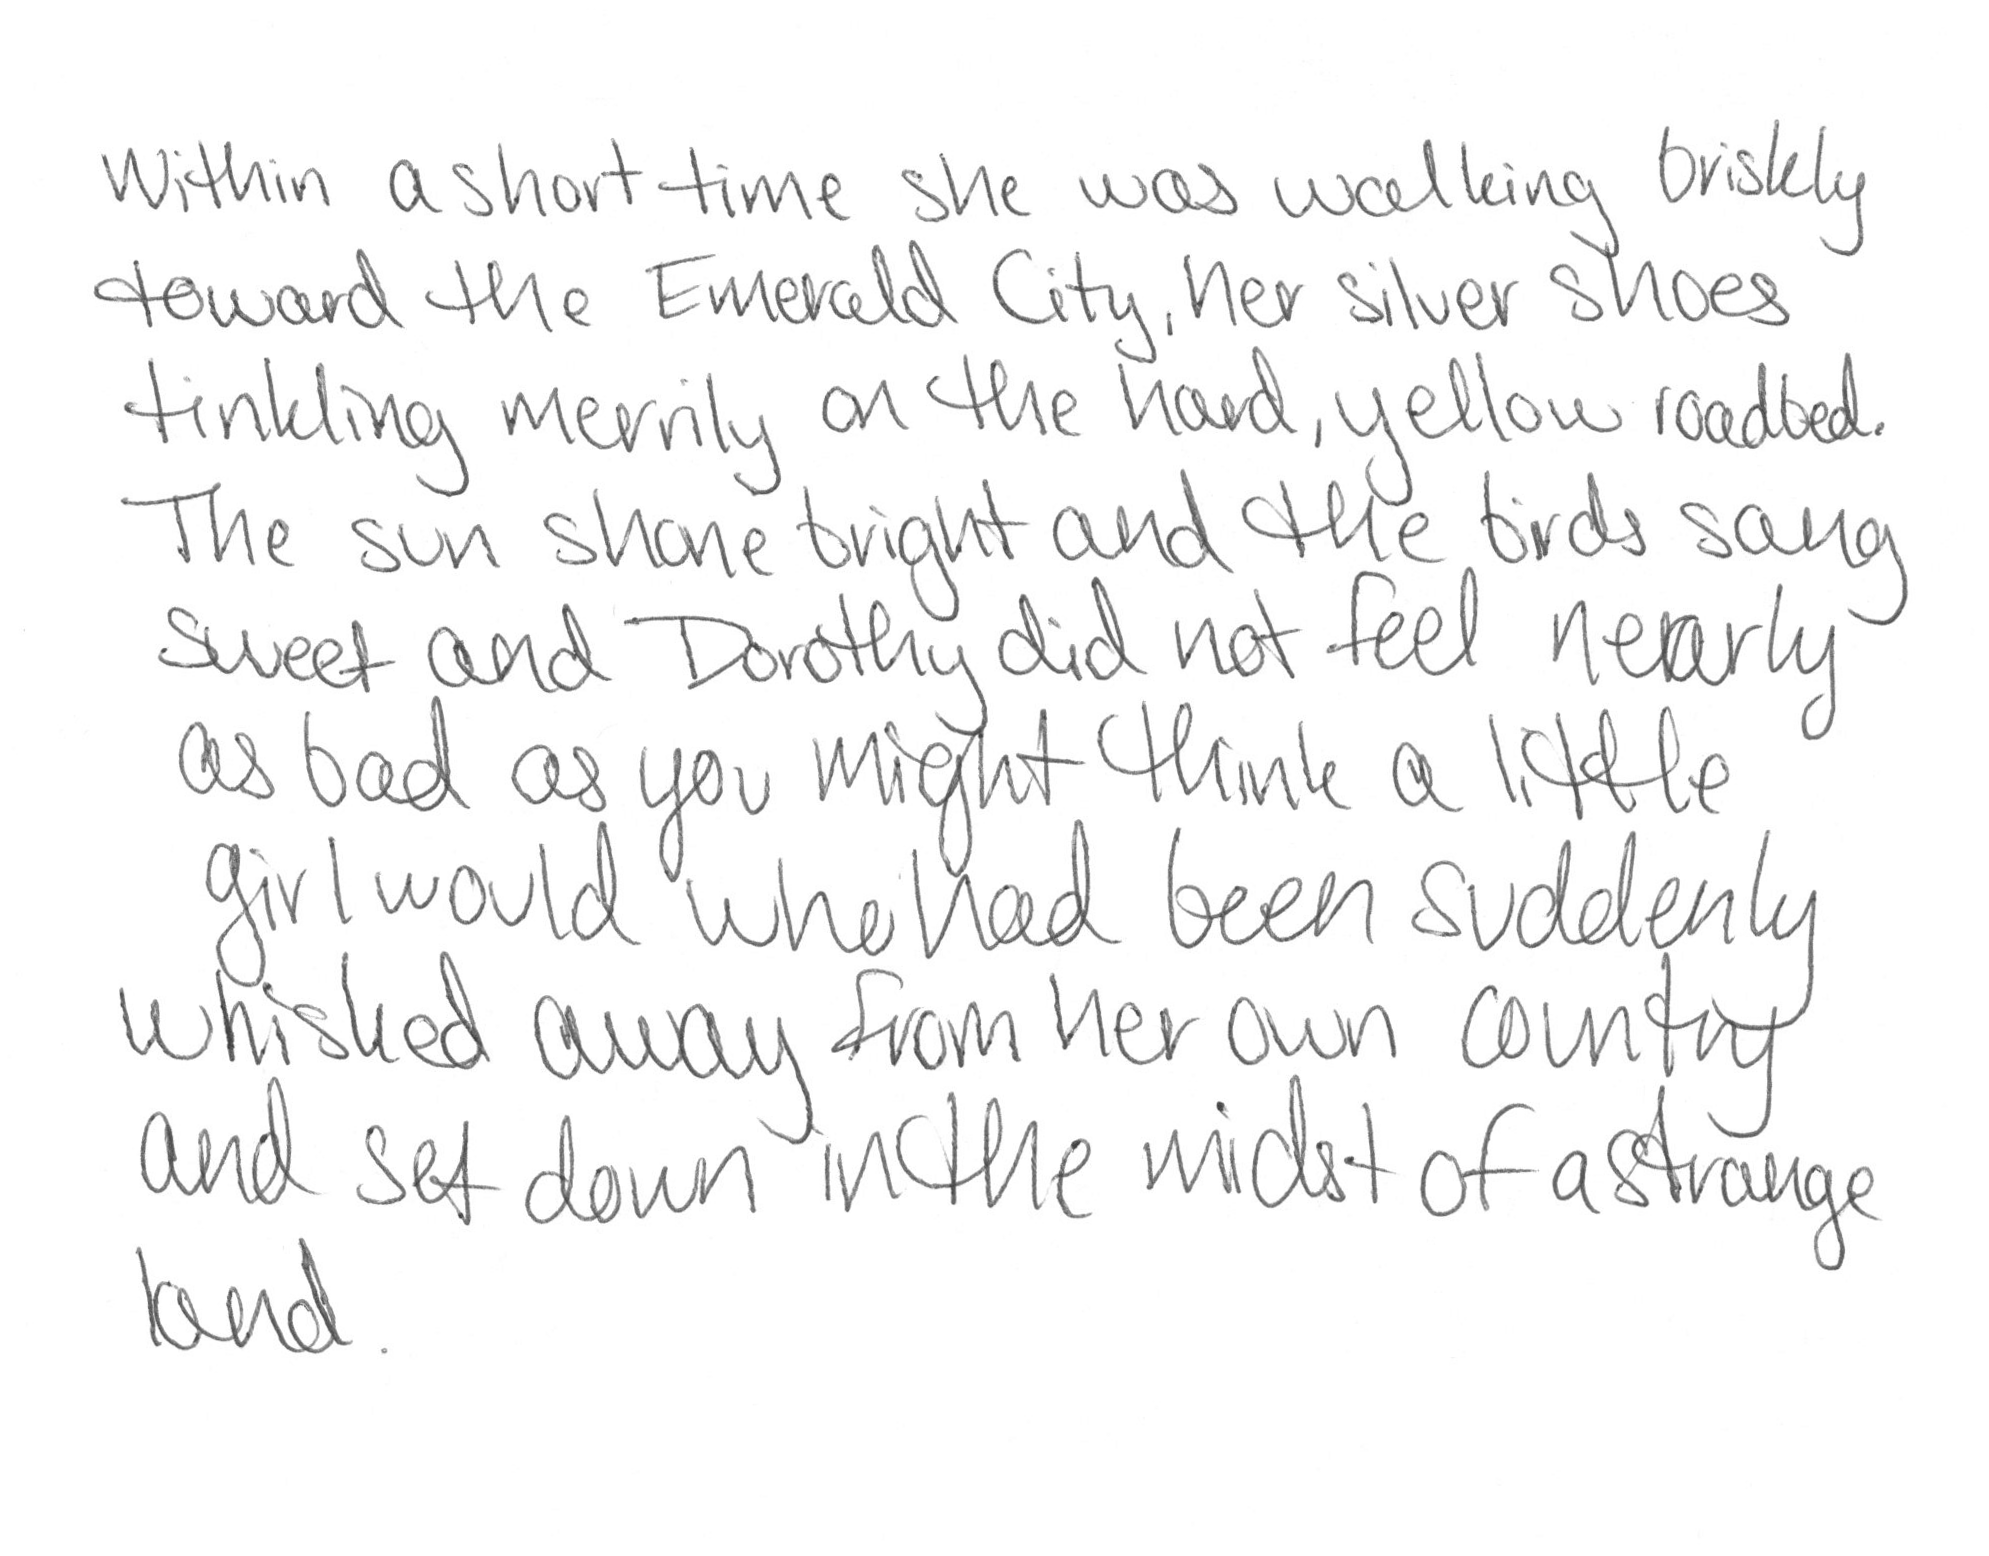 Within a short time she was walking briskly
toward the Emerald City, her silver shoes
tinkling merrily on the hard, yellow roadbed.
The sun shone bright and the birds sang
sweet and Dorothy did not feel nearly
as bad as you might think a little
girl would who had been suddenly
whisked away from her own country
and set down in the midst of a strange
land.